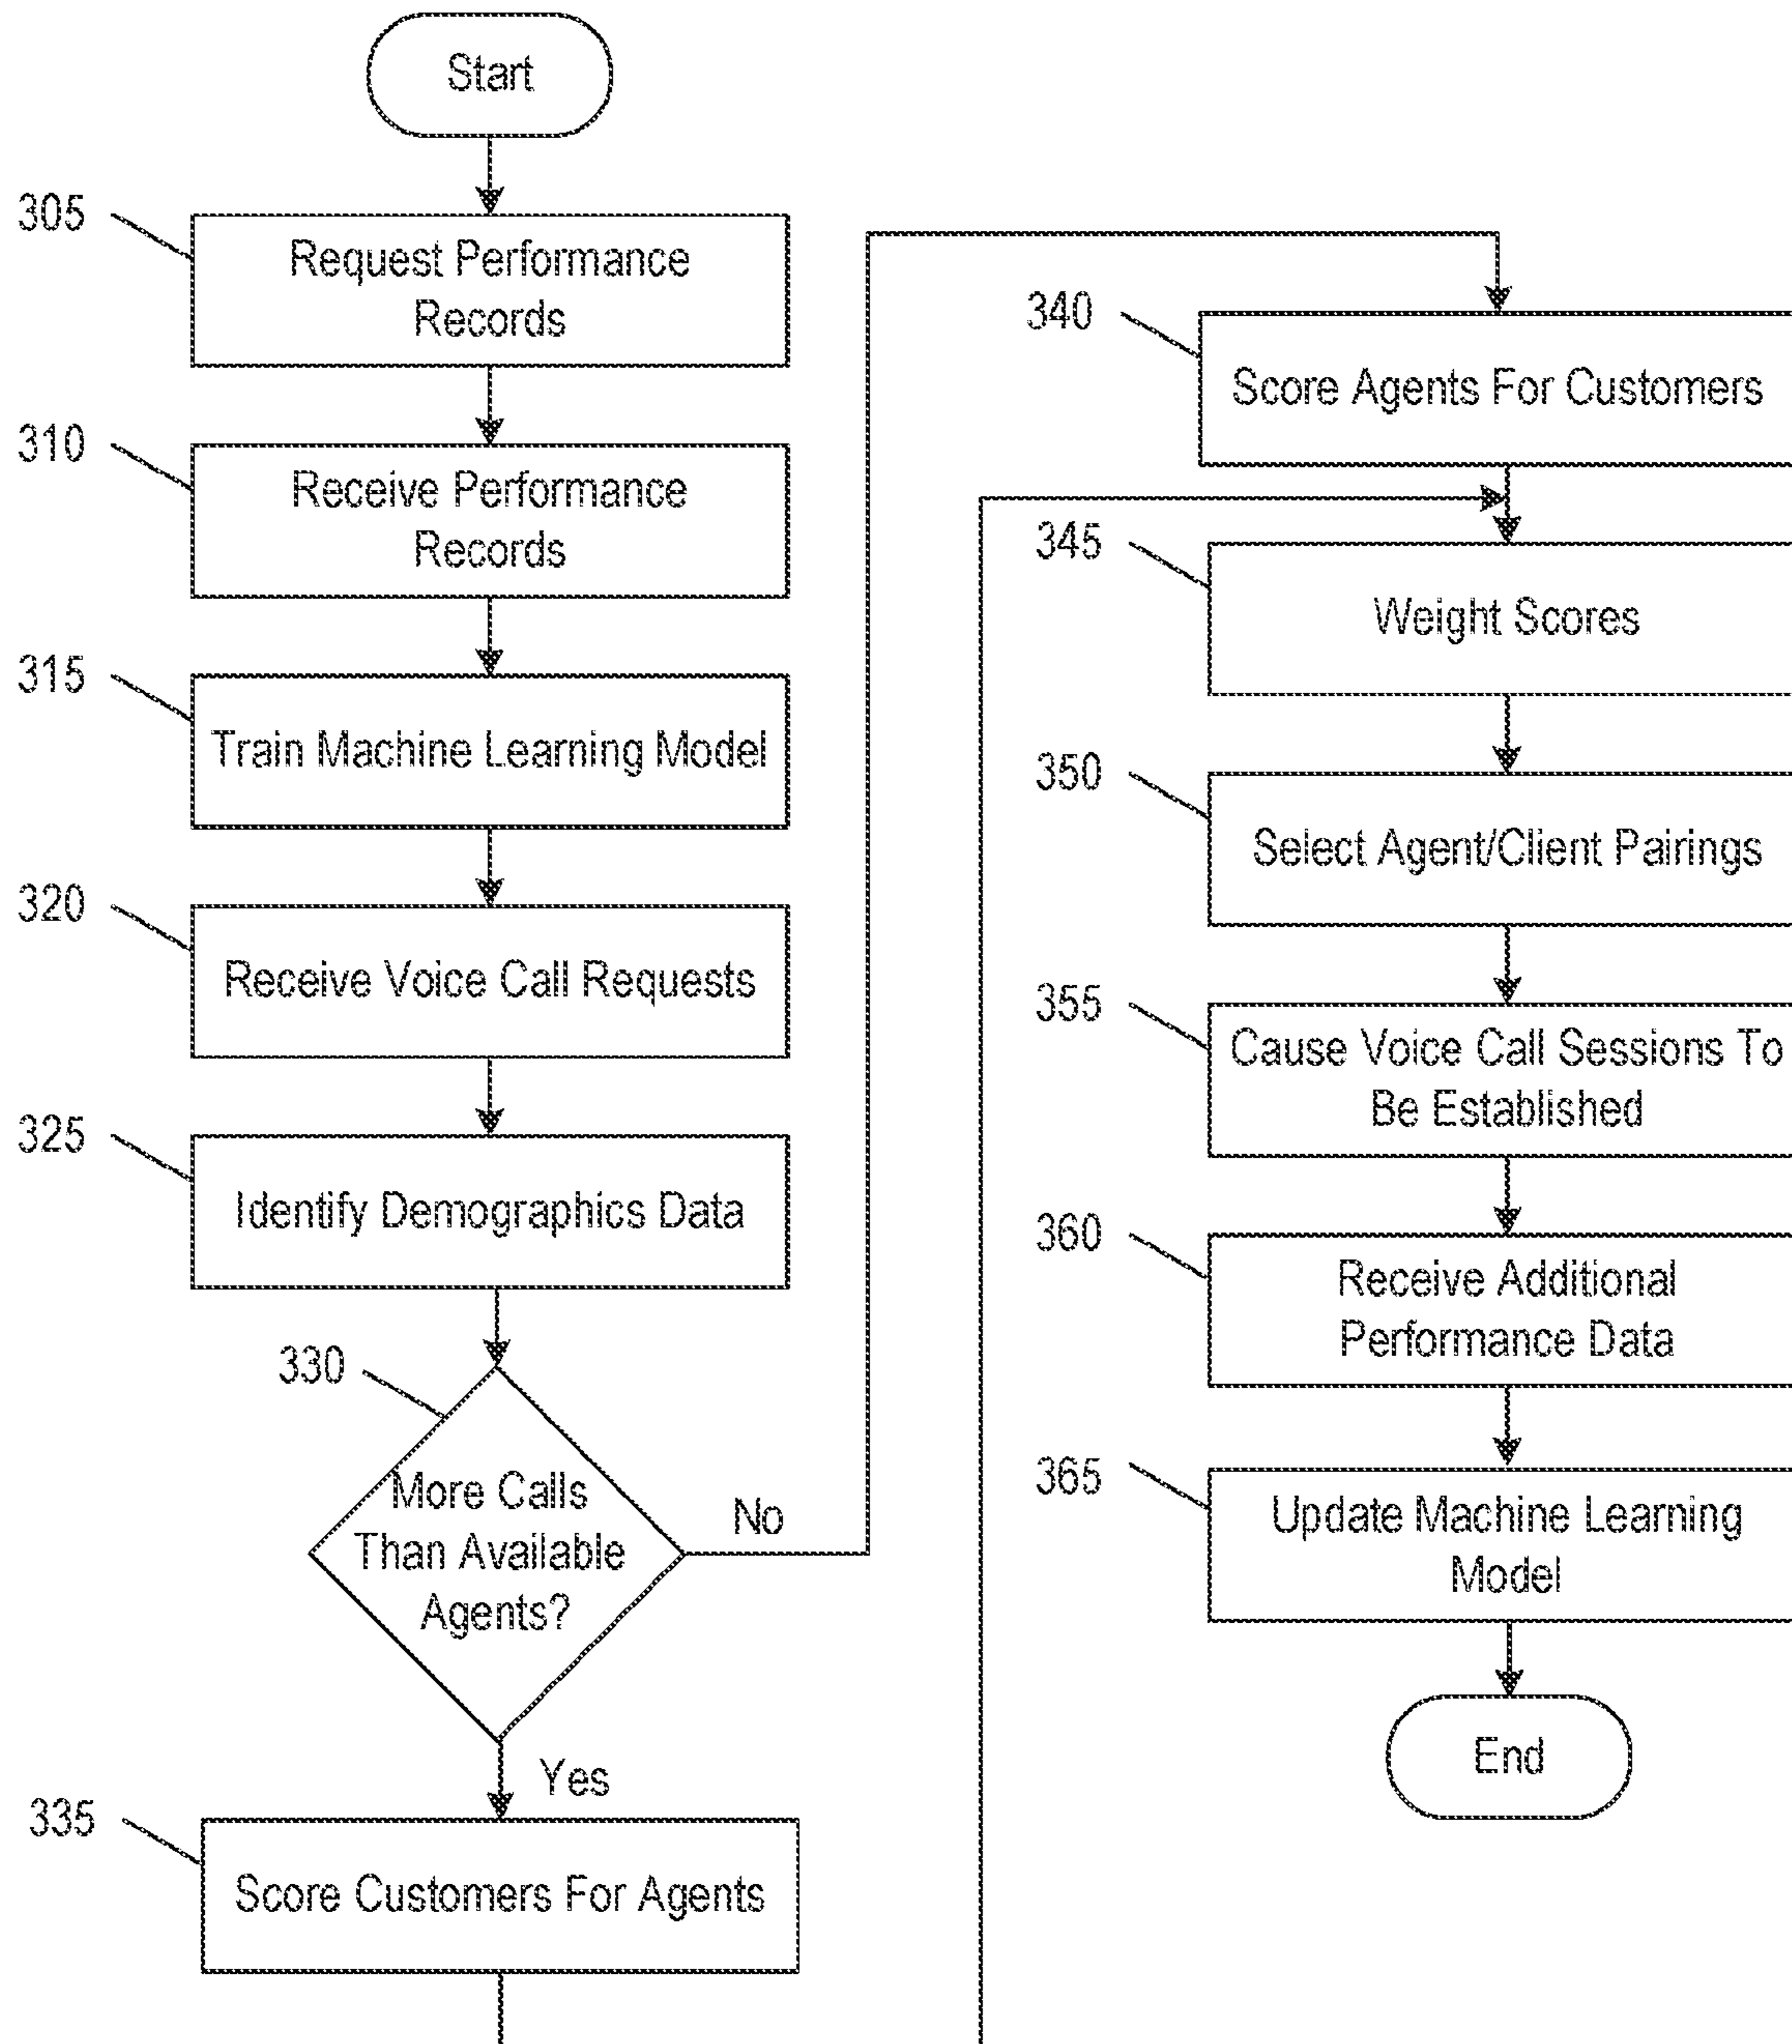 Start
305
Request Performance
Records
310
Receive Performance
Records
315
Train Machine Learning Model
320
Receive Voice Call Requests
325
Identify Demographics Data
330
More Calls
Than Available
Agents?
No
Yes
335
Score Customers For Agents
340
Score Agents For Customers
345
Weight Scores
350
Select Agent/Client Pairings
355
Cause Voice Call Sessions To
Be Established
360
Receive Additional
Performance Data
365
Update Machine Learning
Model
End